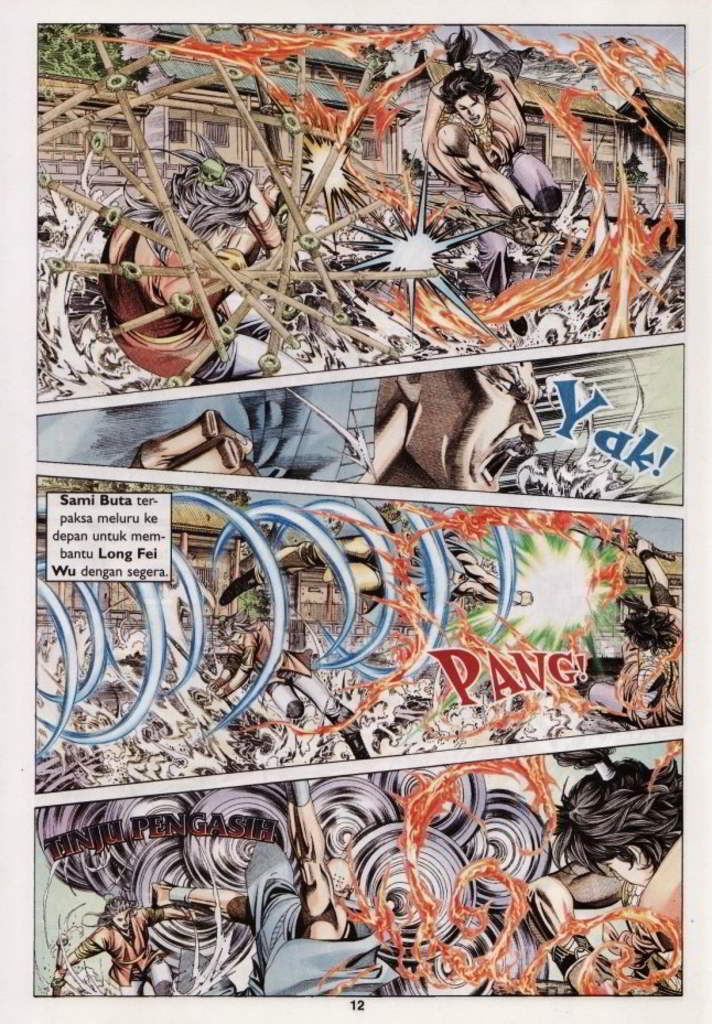 Yak!
Sami Buta ter-
paksa meluru ke
depan untuk mem-
bantu Long Fei
Wu dengan segera.
PANG!
TINJU PENGASIH
12